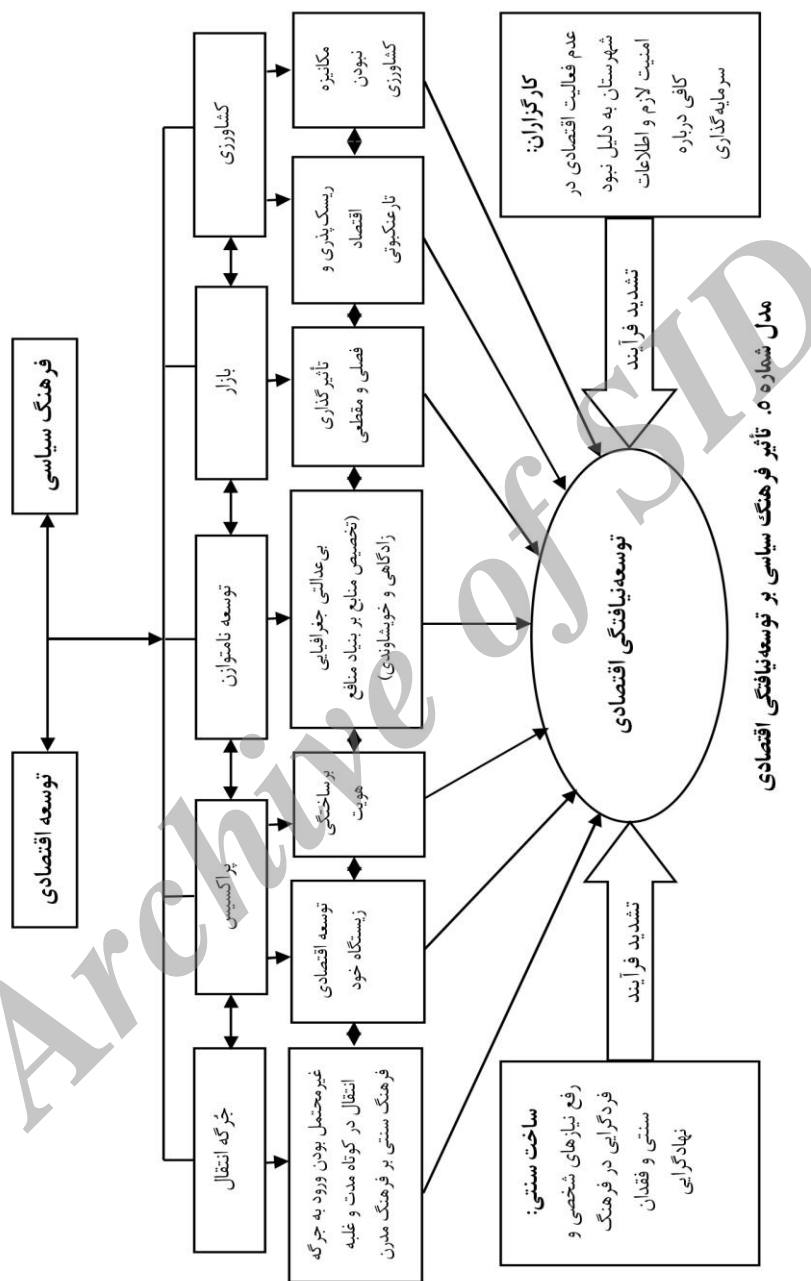 فرهنگ سیاسی
توسعه اقتصادی
کشاورزی
بازار
توسعه نامتوازن
پراکسیس
جُرگه انتقال
مکانیزه
نبودن
کشاورزی
ریسک‌پذری و
اقتصاد
تارعنکبوتی
تأثیرگذاری
فصلی و مقطعی
بی‌عدالتی جغرافیایی
(تخصیص منابع بر بنیاد منافع
زادگاهی و خویشاوندی)
هویت
برساختگی
توسعه اقتصادی
زیستگاه خود
غیرمحتمل بودن ورود به جرگه
انتقال در کوتاه مدت و غلبه
فرهنگ سنتی بر فرهنگ مدرن
کارگزاران:
عدم فعالیت اقتصادی در
شهرستان به دلیل نبود
امنیت لازم و اطلاعات
کافی درباره
سرمایه‌گذاری
تشدید فرآیند
توسعه‌نیافتگی اقتصادی
تشدید فرآیند
ساخت سنتی:
رفع نیازهای شخصی و
فردگرایی در فرهنگ
سنتی و فقدان
نهادگرایی
مدل شماره ۵. تأثیر فرهنگ سیاسی بر توسعه‌نیافتگی اقتصادی
Archive of SID